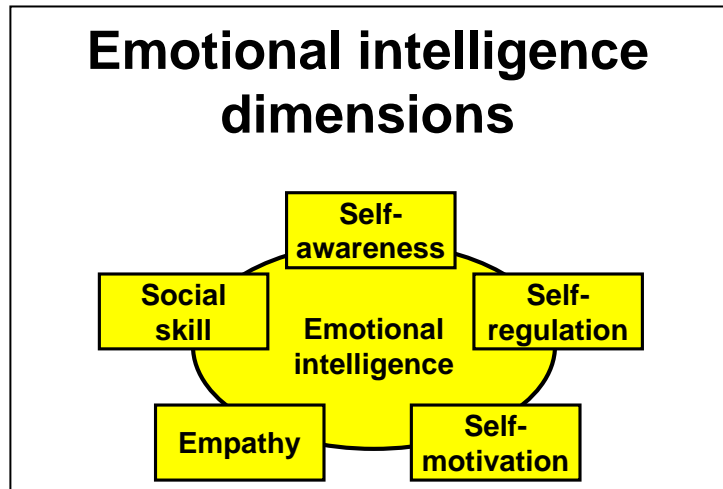 Emotional intelligence
dimensions
Self-
awareness
Social
skill
Self-
regulation
Emotional
intelligence
Empathy
Self-
motivation